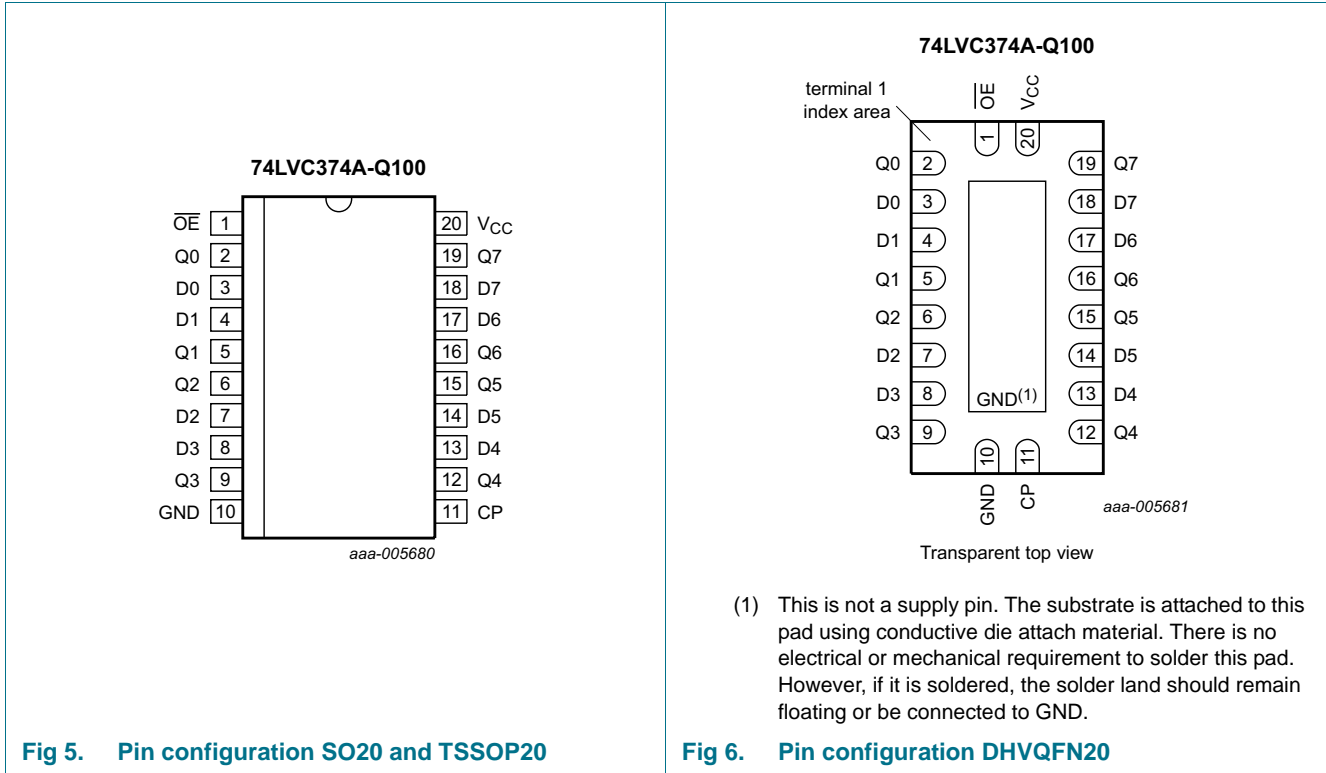 74LVC374A-Q100
OE 1 20 VCC
Q0 2 19 Q7
D0 3 18 D7
D1 4 17 D6
Q1 5 16 Q6
Q2 6 15 Q5
D2 7 14 D5
D3 8 13 D4
Q3 9 12 Q4
GND 10 11 CP
aaa-005680
Fig 5. Pin configuration SO20 and TSSOP20
74LVC374A-Q100
terminal 1
index area
OE VCC
1 20
Q0 2 19 Q7
D0 3 18 D7
D1 4 17 D6
Q1 5 16 Q6
Q2 6 15 Q5
D2 7 14 D5
D3 8 GND(1) 13 D4
Q3 9 12 Q4
10 11
GND CP
aaa-005681
Transparent top view
(1) This is not a supply pin. The substrate is attached to this
pad using conductive die attach material. There is no
electrical or mechanical requirement to solder this pad.
However, if it is soldered, the solder land should remain
floating or be connected to GND.
Fig 6. Pin configuration DHVQFN20